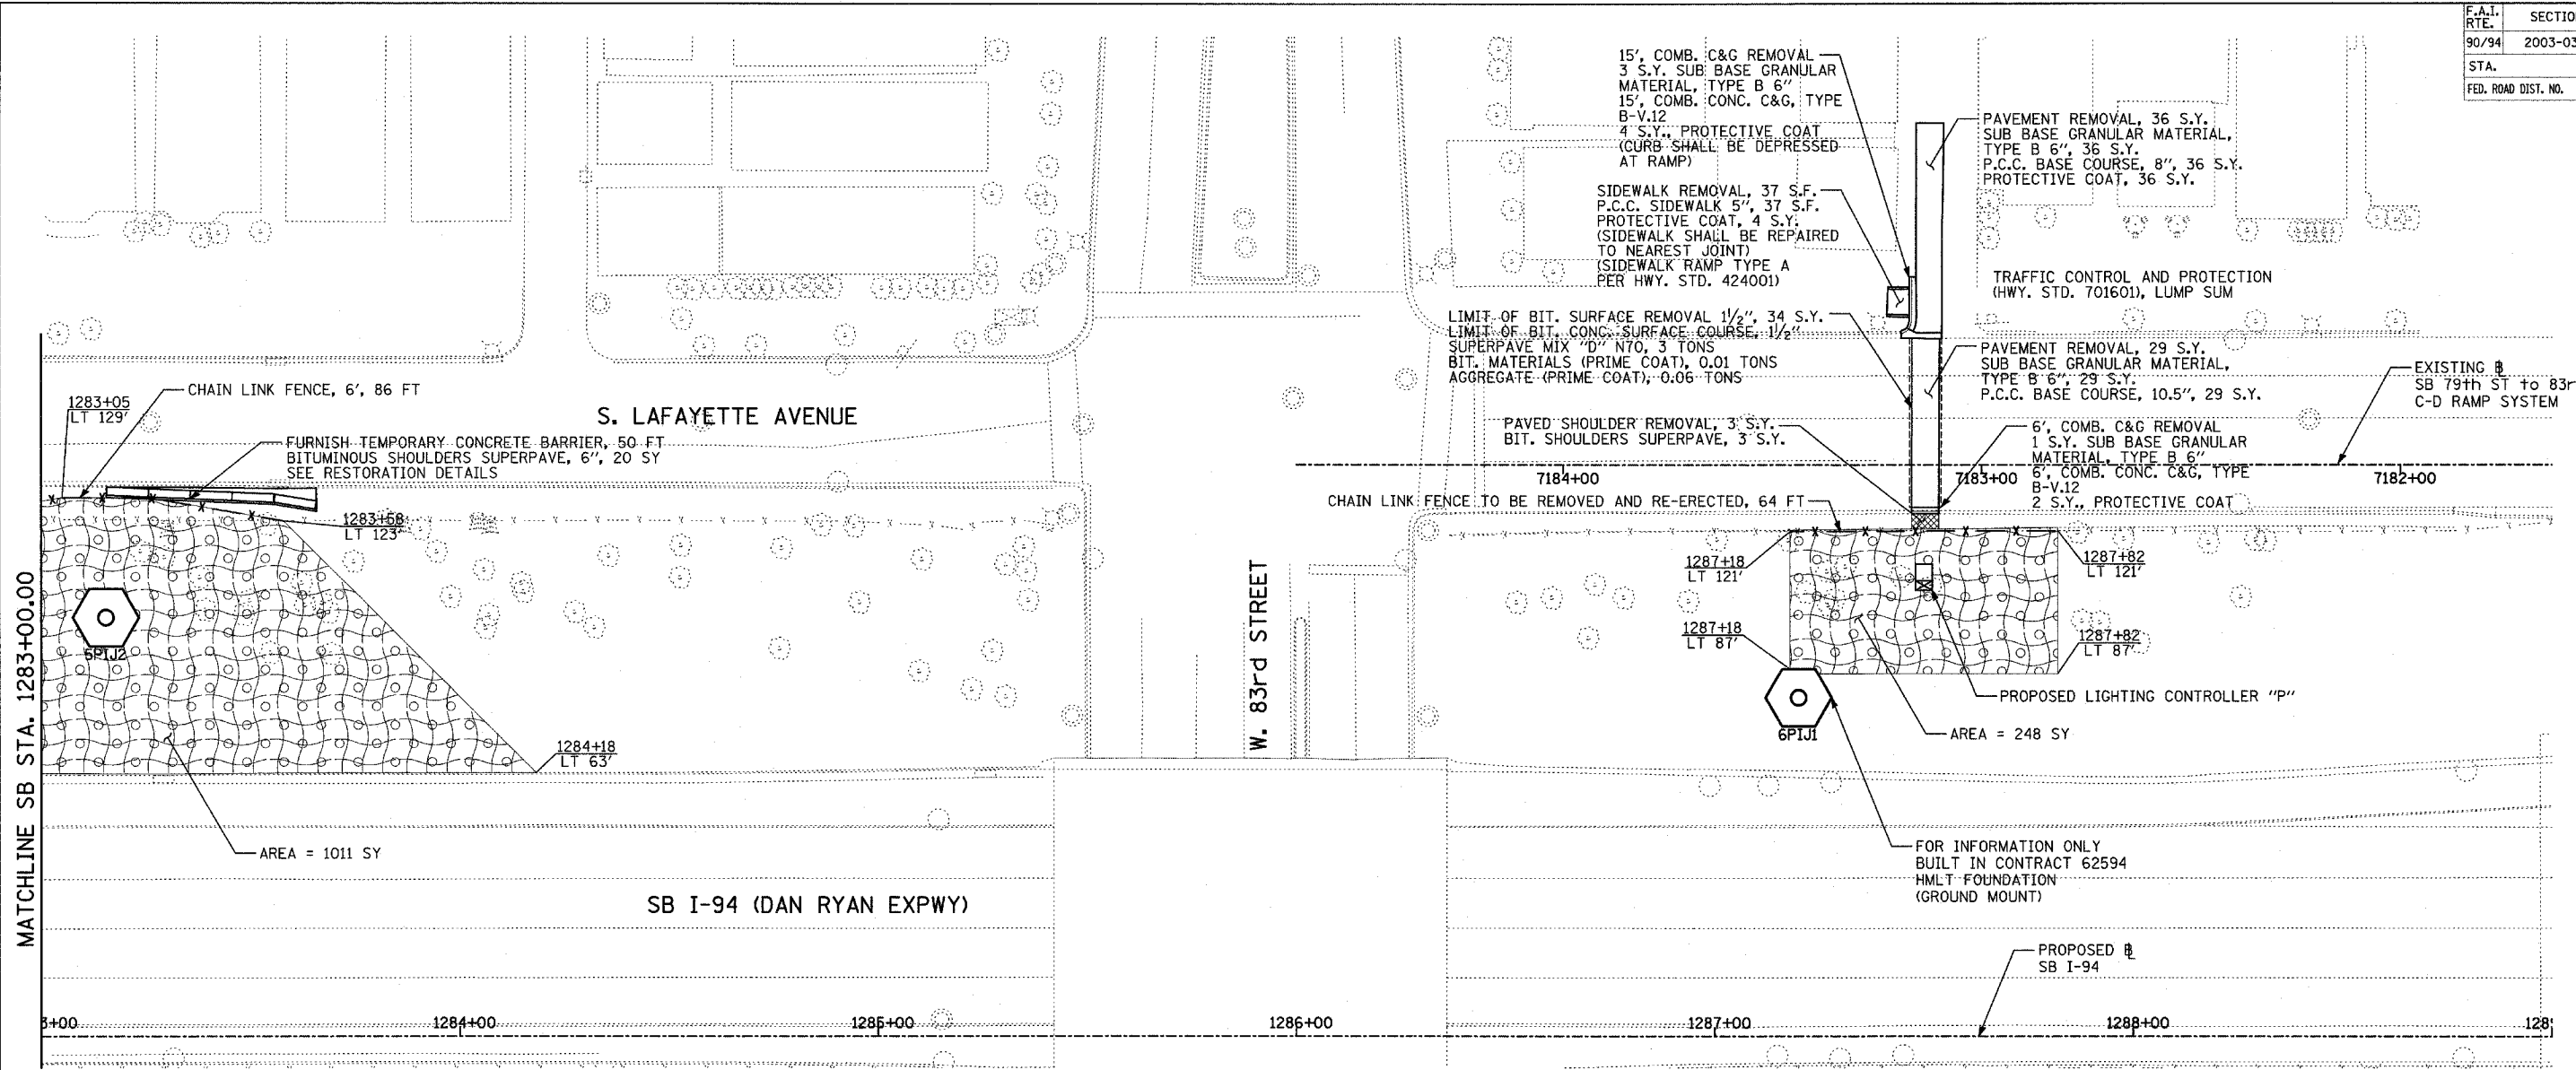 F.A.I. RTE.
SECTIO
90/94
2003-03
STA.
FED. ROAD DIST. NO.
15', COMB. C&G REMOVAL
3 S.Y. SUB BASE GRANULAR
MATERIAL, TYPE B 6"
15', COMB. CONC. C&G, TYPE
B-V.12
4 S.Y., PROTECTIVE COAT
(CURB SHALL BE DEPRESSED
AT RAMP)
PAVEMENT REMOVAL, 36 S.Y.
SUB BASE GRANULAR MATERIAL,
TYPE B 6", 36 S.Y.
P.C.C. BASE COURSE, 8", 36 S.Y.
PROTECTIVE COAT, 36 S.Y.
SIDEWALK REMOVAL, 37 S.F.
P.C.C. SIDEWALK 5", 37 S.F.
PROTECTIVE COAT, 4 S.Y.
(SIDEWALK SHALL BE REPAIRED
TO NEAREST JOINT)
(SIDEWALK RAMP TYPE A
PER HWY. STD. 424001)
TRAFFIC CONTROL AND PROTECTION
(HWY. STD. 701601), LUMP SUM
LIMIT OF BIT. SURFACE REMOVAL 1 1/2", 34 S.Y.
LIMIT OF BIT. CONC. SURFACE COURSE, 1 1/2"
SUPERPAVE MIX "D" N70, 3 TONS
BIT. MATERIALS (PRIME COAT), 0.01 TONS
AGGREGATE (PRIME COAT), 0.06 TONS
PAVEMENT REMOVAL, 29 S.Y.
SUB BASE GRANULAR MATERIAL,
TYPE B 6", 29 S.Y.
P.C.C. BASE COURSE, 10.5", 29 S.Y.
EXISTING B
SB 79th ST to 83r
C-D RAMP SYSTEM
CHAIN LINK FENCE, 6', 86 FT
1283+05
LT 129'
S. LAFAYETTE AVENUE
FURNISH TEMPORARY CONCRETE BARRIER, 50 FT
BITUMINOUS SHOULDERS SUPERPAVE, 6", 20 SY
SEE RESTORATION DETAILS
PAVED SHOULDER REMOVAL, 3 S.Y.
BIT. SHOULDERS SUPERPAVE, 3 S.Y.
6', COMB. C&G REMOVAL
1 S.Y. SUB BASE GRANULAR
MATERIAL, TYPE B 6"
6', COMB. CONC. C&G, TYPE
B-V.12
2 S.Y., PROTECTIVE COAT
7184+00
7183+00
7182+00
CHAIN LINK FENCE TO BE REMOVED AND RE-ERECTED, 64 FT
1283+58
LT 123'
1287+18
LT 121'
1287+82
LT 121'
1287+18
LT 87'
1287+82
LT 87'
6PIJ2
W. 83rd STREET
MATCHLINE SB STA. 1283+00.00
PROPOSED LIGHTING CONTROLLER "P"
6PIJ1
AREA = 248 SY
1284+18
LT 63'
AREA = 1011 SY
FOR INFORMATION ONLY
BUILT IN CONTRACT 62594
HMLT FOUNDATION
(GROUND MOUNT)
SB I-94 (DAN RYAN EXPWY)
PROPOSED B
SB I-94
3+00
1284+00
1285+00
1286+00
1287+00
1288+00
128